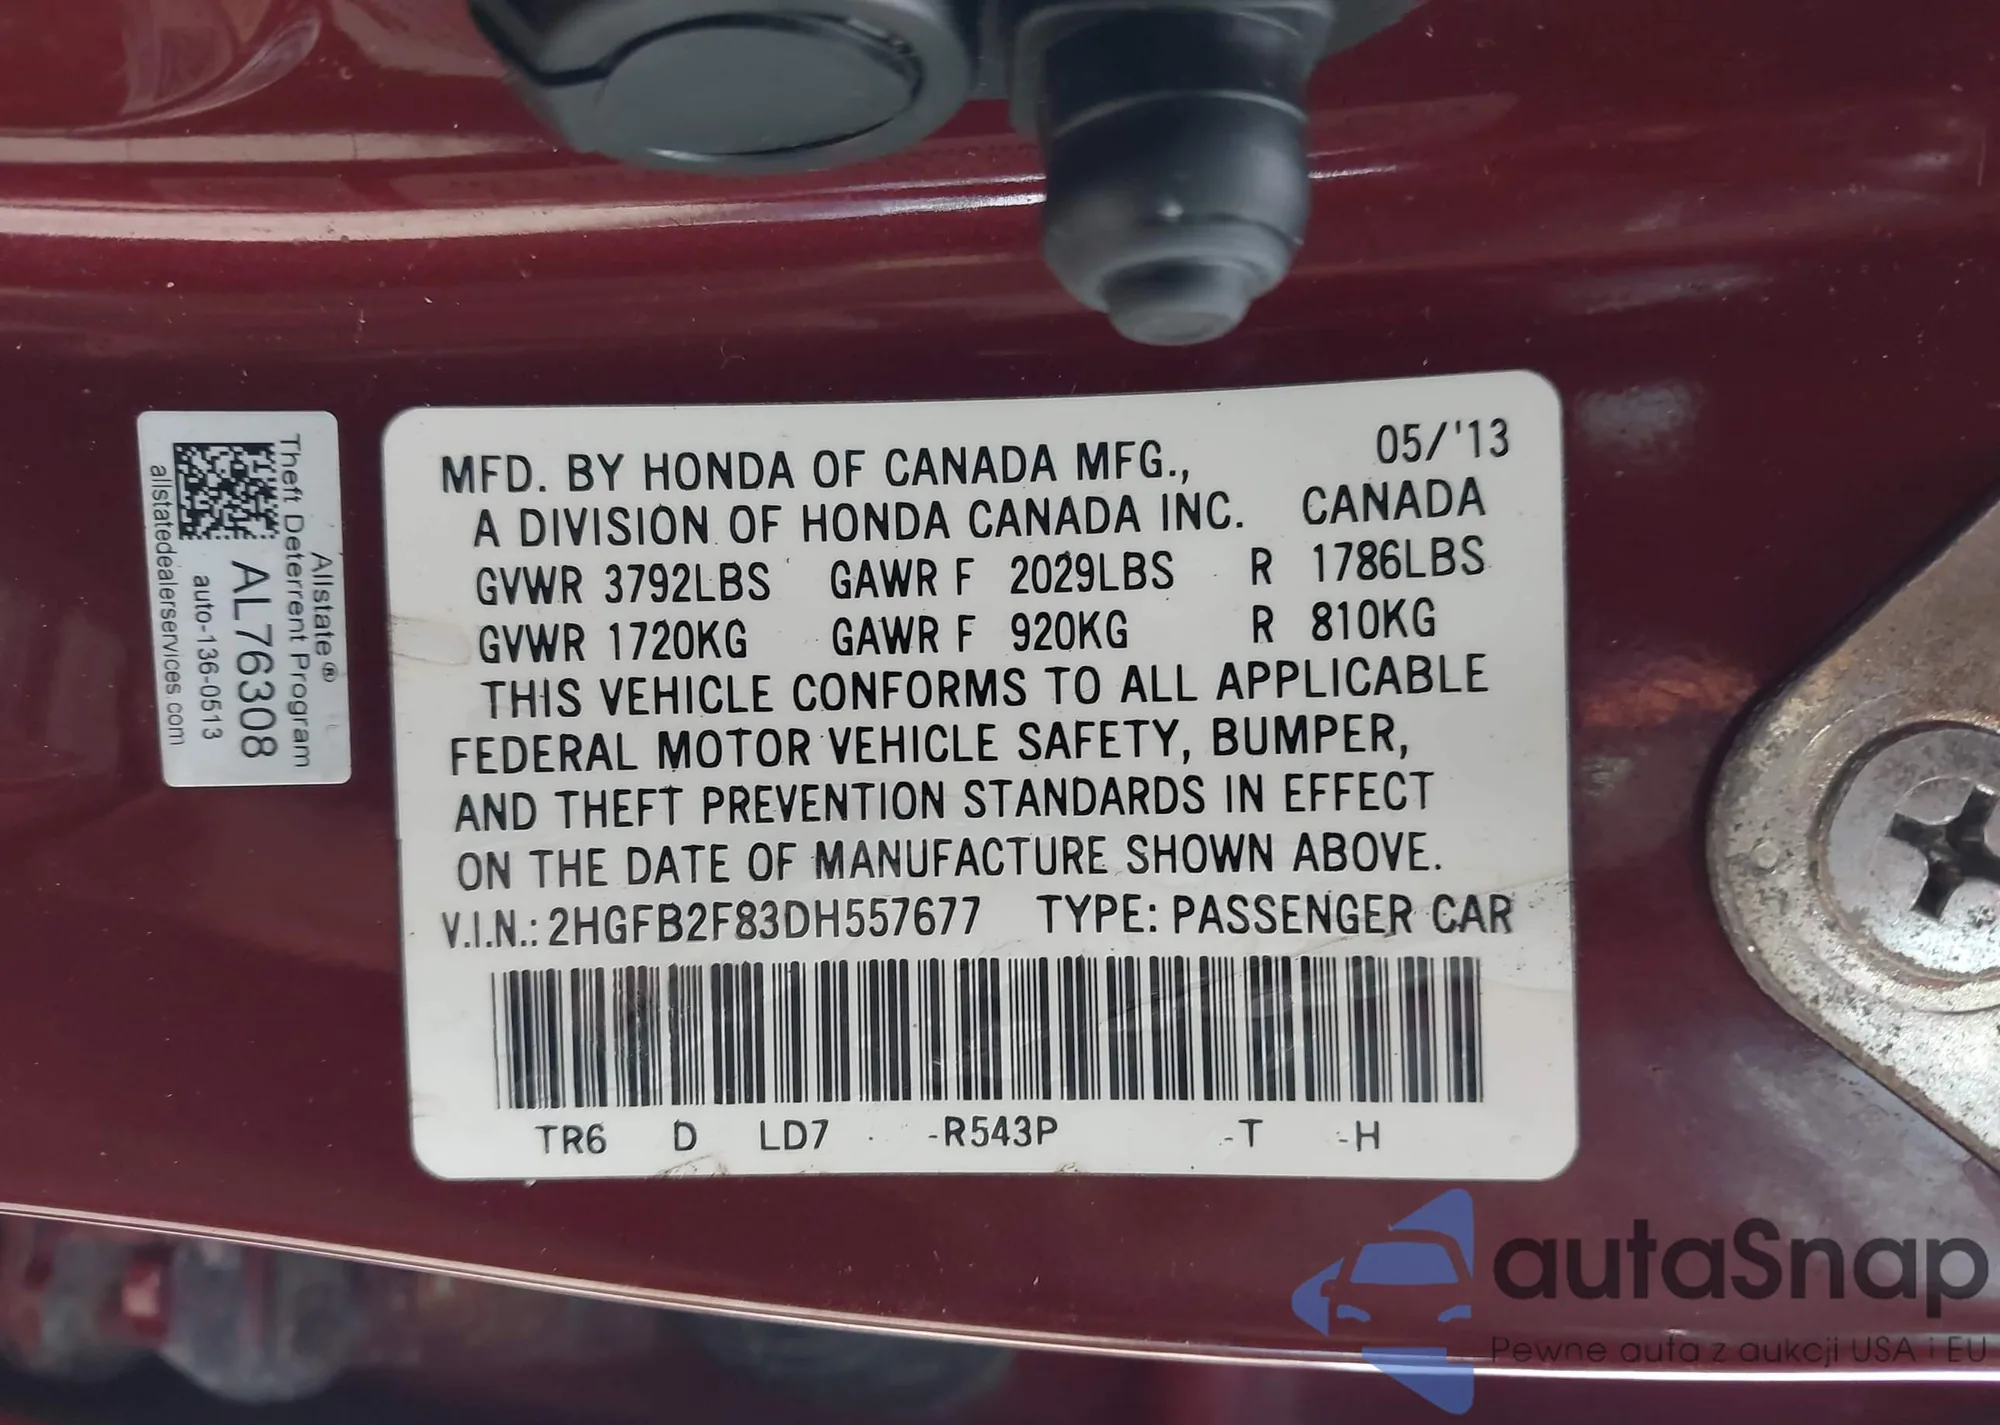 Allstate®
Theft Deterrent Program
AL76308
auto-136-0513
allstatedealerservices.com
MFD. BY HONDA OF CANADA MFG., 05/'13
A DIVISION OF HONDA CANADA INC. CANADA
GVWR 3792LBS GAWR F 2029LBS R 1786LBS
GVWR 1720KG GAWR F 920KG R 810KG
THIS VEHICLE CONFORMS TO ALL APPLICABLE
FEDERAL MOTOR VEHICLE SAFETY, BUMPER,
AND THEFT PREVENTION STANDARDS IN EFFECT
ON THE DATE OF MANUFACTURE SHOWN ABOVE.
V.I.N.: 2HGFB2F83DH557677 TYPE: PASSENGER CAR
TR6 D LD7 -R543P -T -H
autaSnap
Pewne auta z aukcji USA i EU